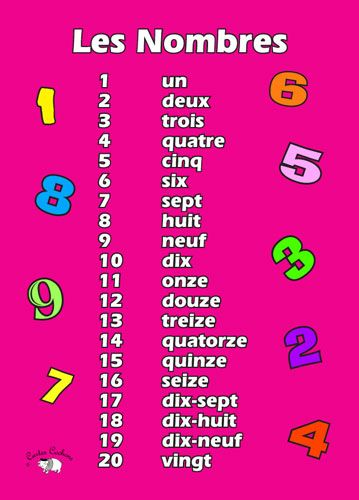 Les Nombres
1 un
2 deux
3 trois
4 quatre
5 cinq
6 six
7 sept
8 huit
9 neuf
10 dix
11 onze
12 douze
13 treize
14 quatorze
15 quinze
16 seize
17 dix-sept
18 dix-huit
19 dix-neuf
20 vingt
1
6
5
8
3
9
2
7
4